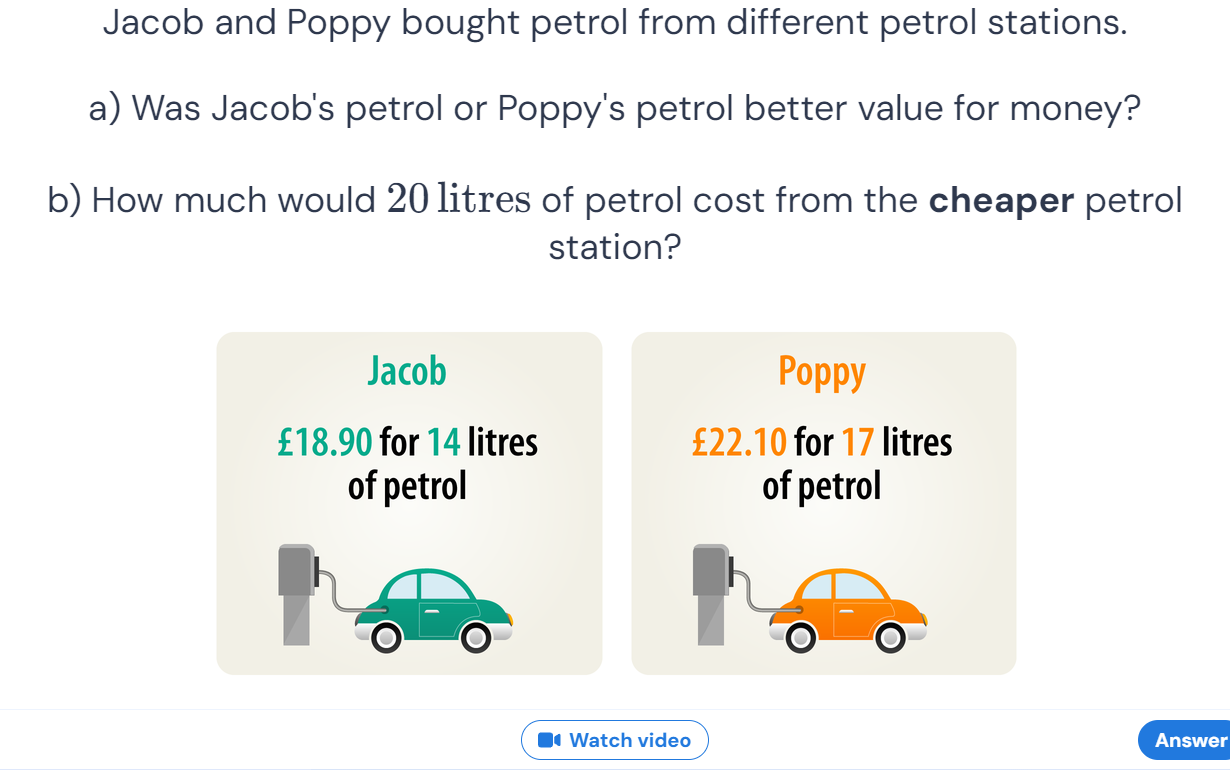 Jacob and Poppy bought petrol from different petrol stations.
a) Was Jacob's petrol or Poppy's petrol better value for money?
b) How much would 20 litres of petrol cost from the cheaper petrol
station?
Jacob
£18.90 for 14 litres
of petrol
Poppy
£22.10 for 17 litres
of petrol
Watch video
Answer